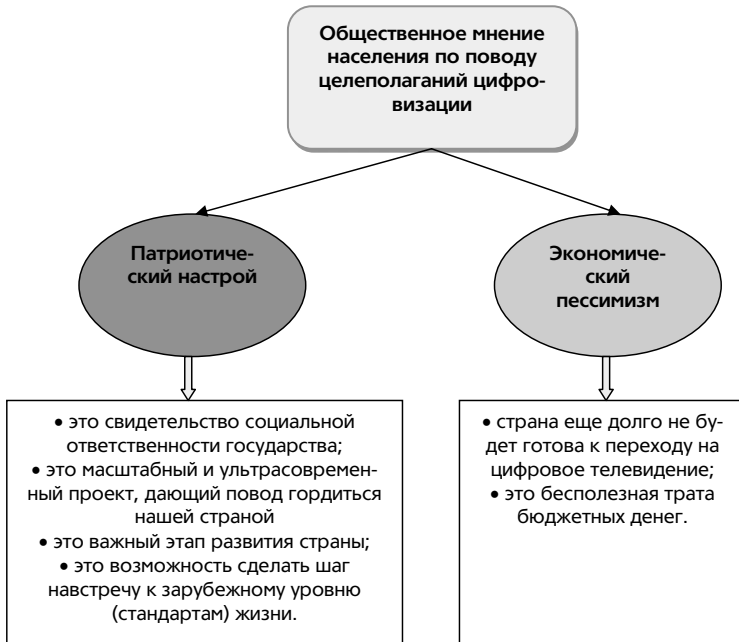 Общественное мнение
населения по поводу
целеполаганий цифро-
визации
Патриотиче-
ский настрой
Экономиче-
ский
пессимизм
• это свидетельство социальной
ответственности государства;
• это масштабный и ультрасовремен-
ный проект, дающий повод гордиться
нашей страной
• это важный этап развития страны;
• это возможность сделать шаг
навстречу к зарубежному уровню
(стандартам) жизни.
• страна еще долго не бу-
дет готова к переходу на
цифровое телевидение;
• это бесполезная трата
бюджетных денег.